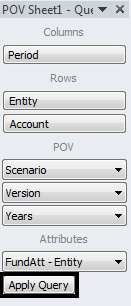 POV Sheet1 - Que
Columns
Period
Rows
Entity
Account
POV
Scenario
Version
Years
Attributes
FundAtt - Entity
Apply Query